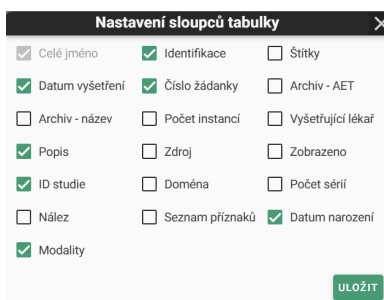 Nastavení sloupců tabulky
Celé jméno Identifikace Štítky
Datum vyšetření Číslo žádanky Archiv - AET
Archiv - název Počet instancí Vyšetřující lékař
Popis Zdroj Zobrazeno
ID studie Doména Počet sérií
Nález Seznam příznaků Datum narození
Modality
ULOŽIT